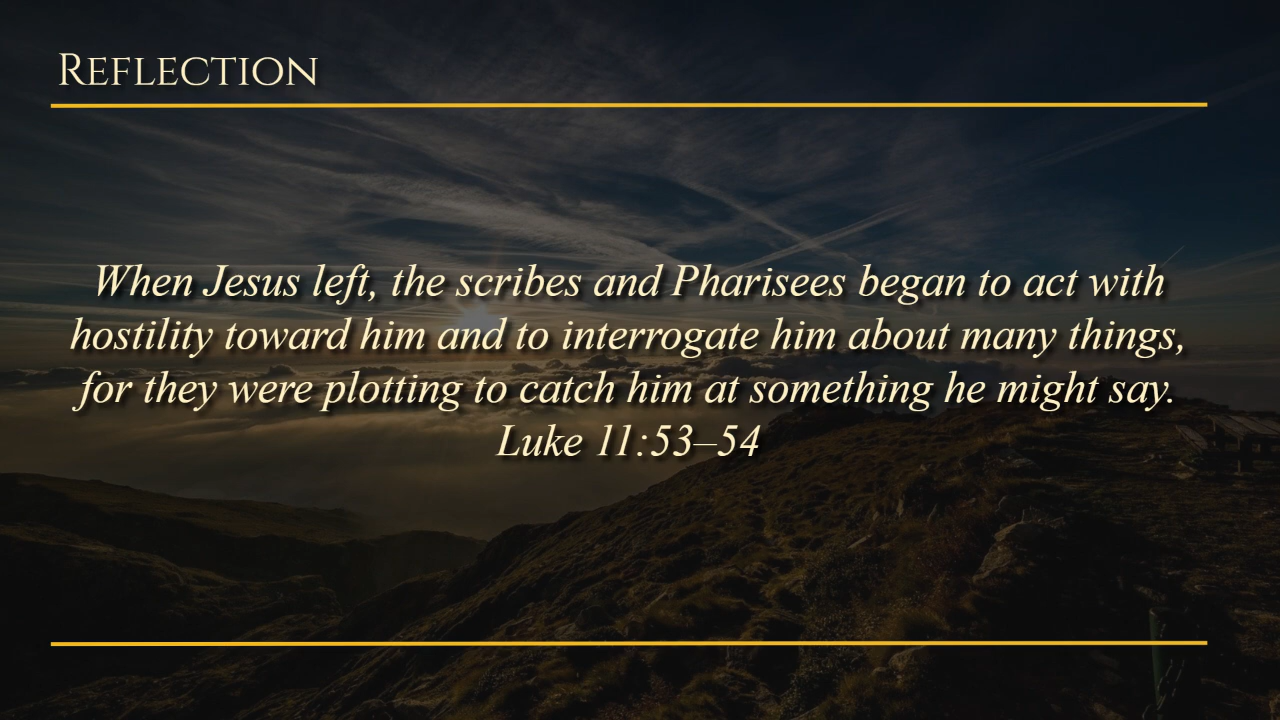 Reflection
When Jesus left, the scribes and Pharisees began to act with
hostility toward him and to interrogate him about many things,
for they were plotting to catch him at something he might say.
Luke 11:53–54